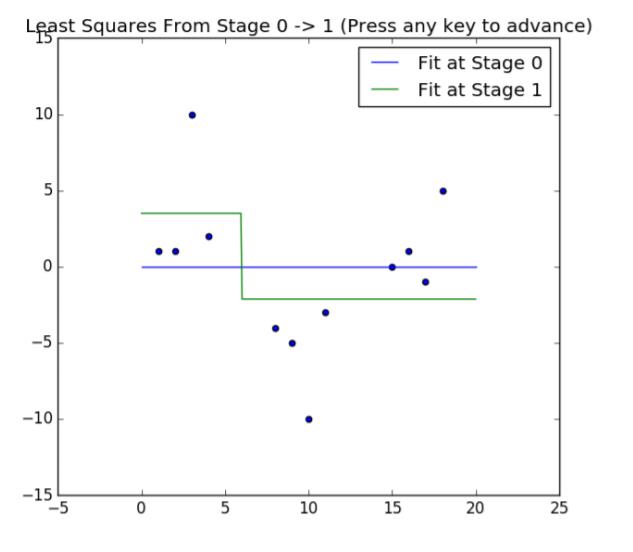 Least Squares From Stage 0 -> 1 (Press any key to advance)
Fit at Stage 0
Fit at Stage 1
15
10
5
0
−5
−10
−15
−5 0 5 10 15 20 25